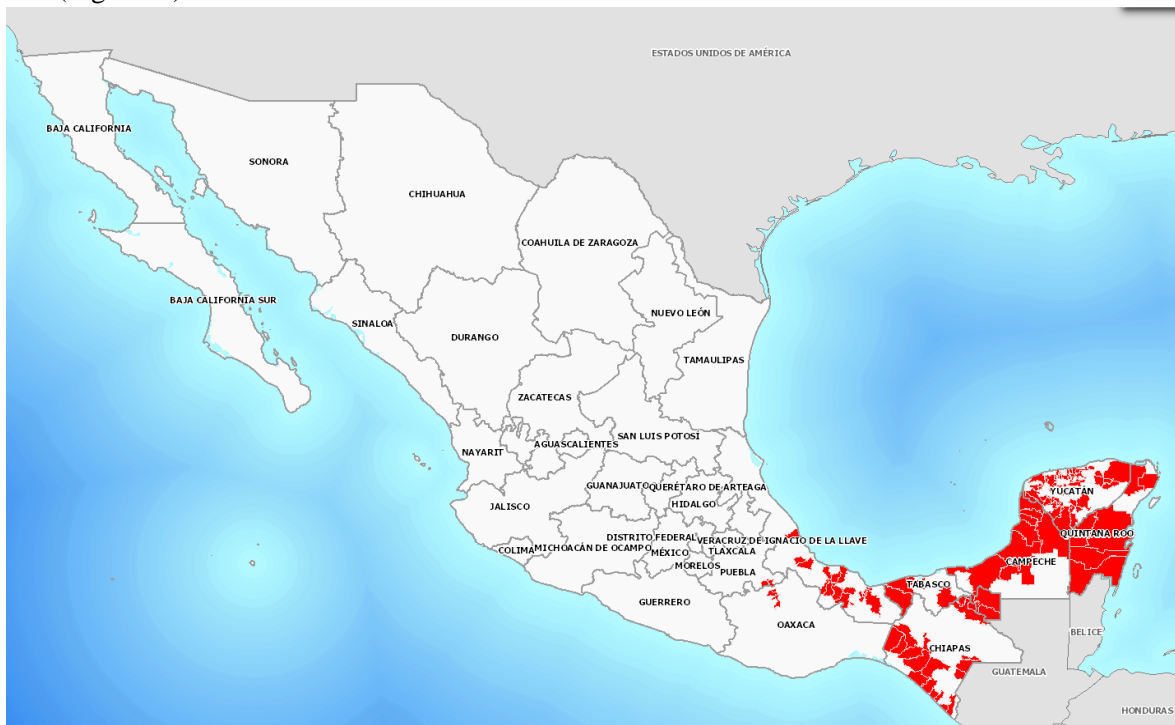 ESTADOS UNIDOS DE AMÉRICA
BAJA CALIFORNIA
SONORA
CHIHUAHUA
COAHUILA DE ZARAGOZA
BAJA CALIFORNIA SUR
NUEVO LEÓN
SINALOA
DURANGO
TAMAULIPAS
ZACATECAS
SAN LUIS POTOSÍ
AGUASCALIENTES
NAYARIT
GUANAJUATO
QUERÉTARO DE ARTEAGA
YUCATÁN
JALISCO
HIDALGO
QUINTANA ROO
DISTRITO FEDERAL
VERACRUZ DE IGNACIO DE LA LLAVE
COLIMA
MICHOACÁN DE OCAMPO
MÉXICO
TLAXCALA
CAMPECHE
MORELOS
PUEBLA
TABASCO
GUERRERO
OAXACA
BELICE
CHIAPAS
GUATEMALA
HONDURAS